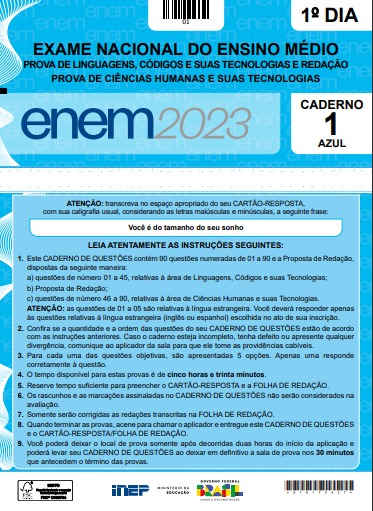 01
1º DIA
EXAME NACIONAL DO ENSINO MÉDIO
PROVA DE LINGUAGENS, CÓDIGOS E SUAS TECNOLOGIAS E REDAÇÃO
PROVA DE CIÊNCIAS HUMANAS E SUAS TECNOLOGIAS
enem2023
CADERNO
1
AZUL
ATENÇÃO: transcreva no espaço apropriado do seu CARTÃO-RESPOSTA,
com sua caligrafia usual, considerando as letras maiúsculas e minúsculas, a seguinte frase:
Você é do tamanho do seu sonho
LEIA ATENTAMENTE AS INSTRUÇÕES SEGUINTES:
1. Este CADERNO DE QUESTÕES contém 90 questões numeradas de 01 a 90 e a Proposta de Redação,
dispostas da seguinte maneira:
a) questões de número 01 a 45, relativas à área de Linguagens, Códigos e suas Tecnologias;
b) Proposta de Redação;
c) questões de número 46 a 90, relativas à área de Ciências Humanas e suas Tecnologias.
ATENÇÃO: as questões de 01 a 05 são relativas à língua estrangeira. Você deverá responder apenas
às questões relativas à língua estrangeira (inglês ou espanhol) escolhida no ato de sua inscrição.
2. Confira se a quantidade e a ordem das questões do seu CADERNO DE QUESTÕES estão de acordo
com as instruções anteriores. Caso o caderno esteja incompleto, tenha defeito ou apresente qualquer
divergência, comunique ao aplicador da sala para que ele tome as providências cabíveis.
3. Para cada uma das questões objetivas, são apresentadas 5 opções. Apenas uma responde
corretamente à questão.
4. O tempo disponível para estas provas é de cinco horas e trinta minutos.
5. Reserve tempo suficiente para preencher o CARTÃO-RESPOSTA e a FOLHA DE REDAÇÃO.
6. Os rascunhos e as marcações assinaladas no CADERNO DE QUESTÕES não serão considerados na
avaliação.
7. Somente serão corrigidas as redações transcritas na FOLHA DE REDAÇÃO.
8. Quando terminar as provas, acene para chamar o aplicador e entregue este CADERNO DE QUESTÕES
e o CARTÃO-RESPOSTA/FOLHA DE REDAÇÃO.
9. Você poderá deixar o local de prova somente após decorridas duas horas do início da aplicação e
poderá levar seu CADERNO DE QUESTÕES ao deixar em definitivo a sala de prova nos 30 minutos
que antecedem o término das provas.
FSC
MISTO
inep
MINISTÉRIO DA
EDUCAÇÃO
GOVERNO FEDERAL
BRASIL
UNIÃO E RECONSTRUÇÃO